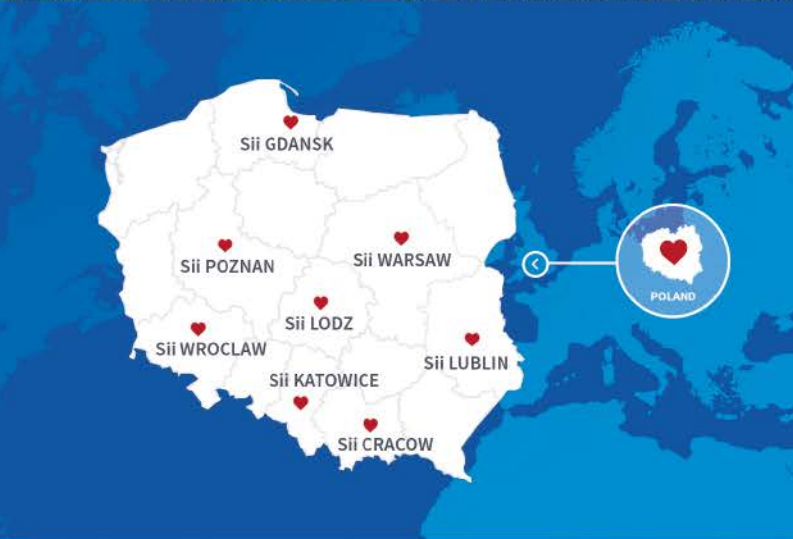 Sii GDANSK
Sii POZNAN
Sii WARSAW
Sii LODZ
Sii WROCLAW
Sii LUBLIN
Sii KATOWICE
Sii CRACOW
POLAND